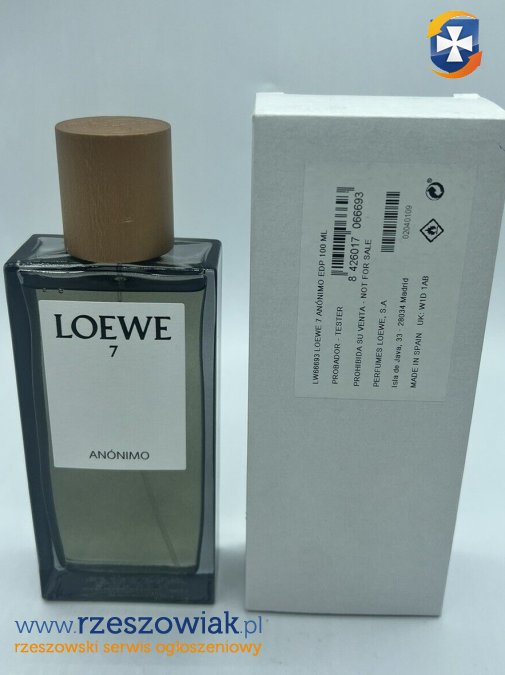 LOEWE
7
ANÓNIMO
LW66693 LOEWE 7 ANÓNIMO EDP 100 ML
8 426017 066693
PROBADOR - TESTER
PROHIBIDA SU VENTA - NOT FOR SALE
PERFUMES LOEWE, S.A
Isla de Java, 33 - 28034 Madrid
MADE IN SPAIN UK: W1D 1AB
02040109
www.rzeszowiak.pl
rzeszowski serwis ogłoszeniowy